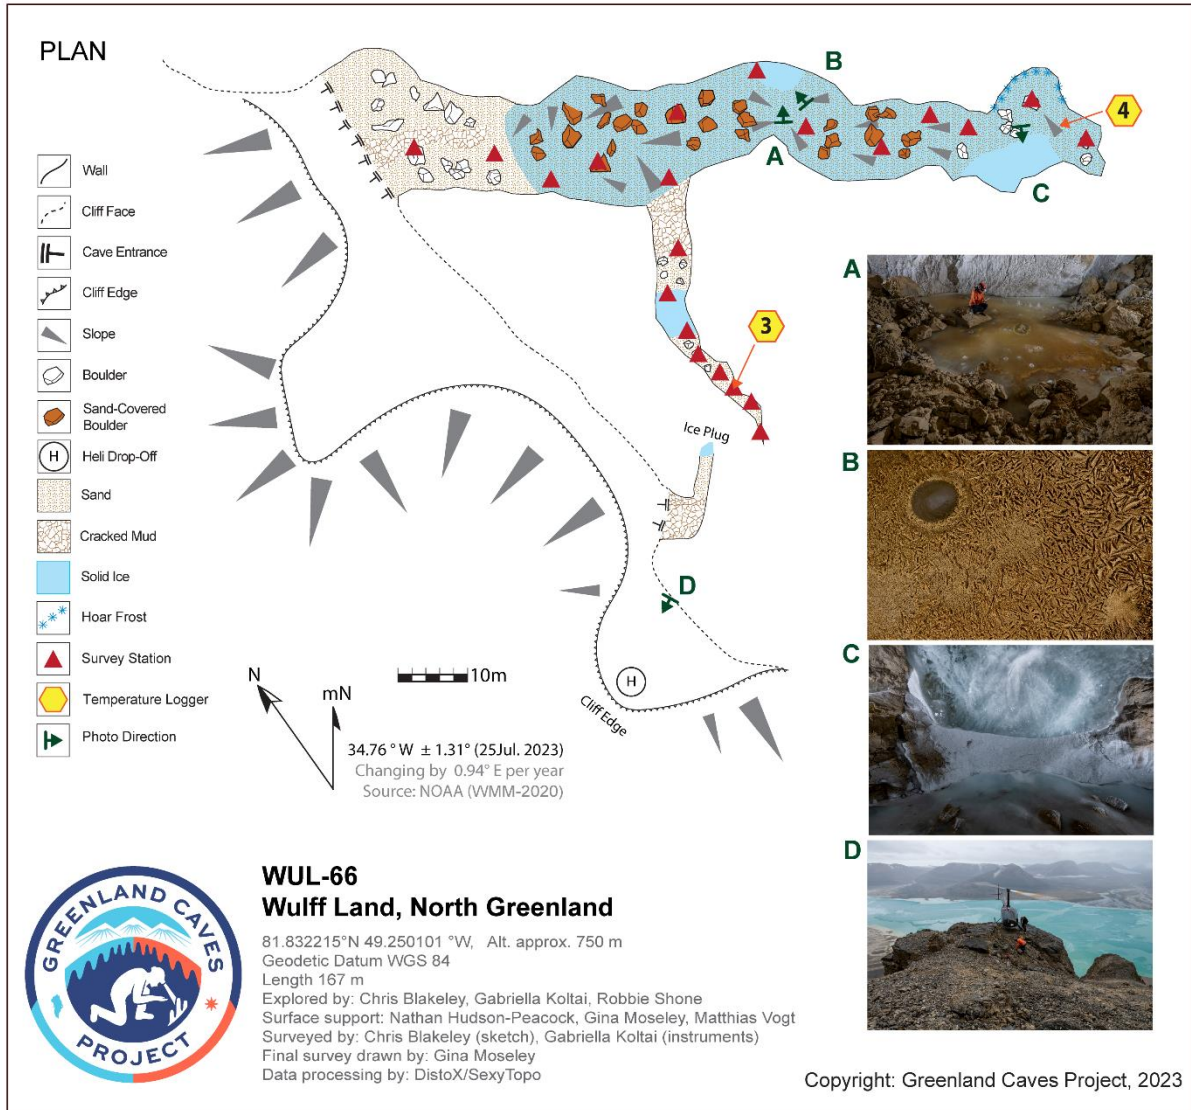 PLAN
B
4
A
C
Wall
Cliff Face
Cave Entrance
Cliff Edge
Slope
Boulder
Sand-Covered
Boulder
H
Heli Drop-Off
Sand
Cracked Mud
Solid Ice
Hoar Frost
Survey Station
Temperature Logger
Photo Direction
3
Ice Plug
D
H
Cliff Edge
N
mN
10m
34.76 ° W ± 1.31° (25Jul. 2023)
Changing by 0.94° E per year
Source: NOAA (WMM-2020)
A
B
C
D
GREENLAND CAVES
PROJECT
WUL-66
Wulff Land, North Greenland
81.832215°N 49.250101 °W, Alt. approx. 750 m
Geodetic Datum WGS 84
Length 167 m
Explored by: Chris Blakeley, Gabriella Koltai, Robbie Shone
Surface support: Nathan Hudson-Peacock, Gina Moseley, Matthias Vogt
Surveyed by: Chris Blakeley (sketch), Gabriella Koltai (instruments)
Final survey drawn by: Gina Moseley
Data processing by: DistoX/SexyTopo
Copyright: Greenland Caves Project, 2023